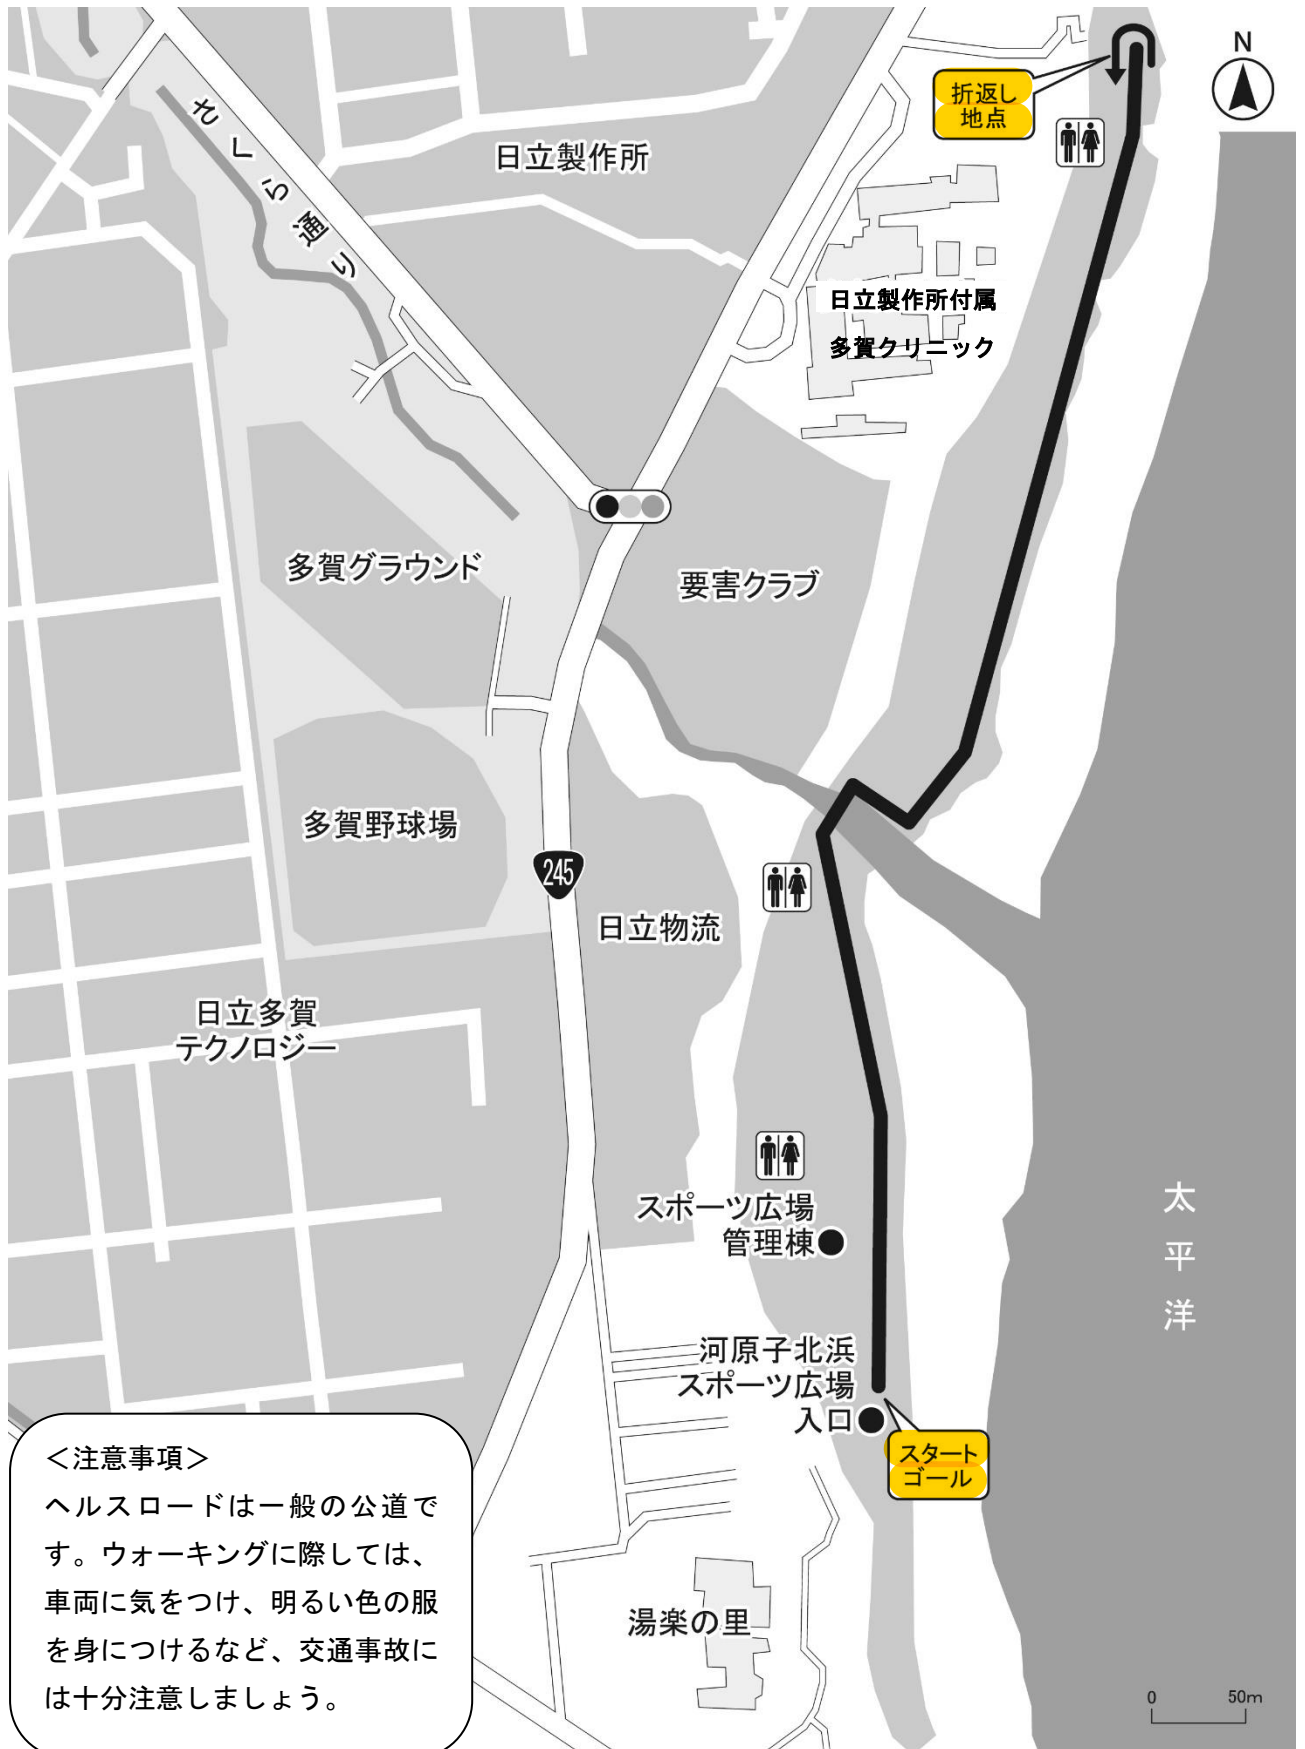 N
折返し
地点
さくら通り
日立製作所
日立製作所付属
多賀クリニック
多賀グラウンド
要害クラブ
多賀野球場
245
日立物流
日立多賀
テクノロジー
スポーツ広場
管理棟
太平洋
河原子北浜
スポーツ広場
入口
スタート
ゴール
＜注意事項＞
ヘルスロードは一般の公道で
す。ウォーキングに際しては、
車両に気をつけ、明るい色の服
を身につけるなど、交通事故に
は十分注意しましょう。
湯楽の里
0 50m